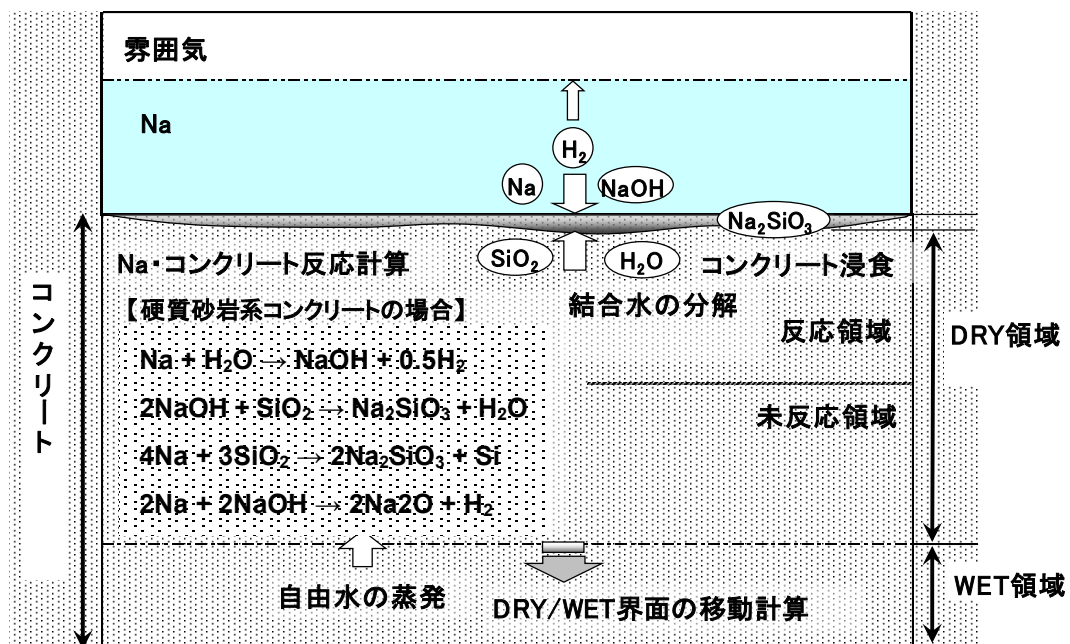 雰囲気
Na
H₂
Na
NaOH
Na₂SiO₃
SiO₂
H₂O
Na・コンクリート反応計算
コンクリート浸食
【硬質砂岩系コンクリートの場合】
結合水の分解
反応領域
DRY領域
コンクリート
Na + H₂O → NaOH + 0.5H₂
2NaOH + SiO₂ → Na₂SiO₃ + H₂O
未反応領域
4Na + 3SiO₂ → 2Na₂SiO₃ + Si
2Na + 2NaOH → 2Na2O + H₂
自由水の蒸発
DRY/WET界面の移動計算
WET領域